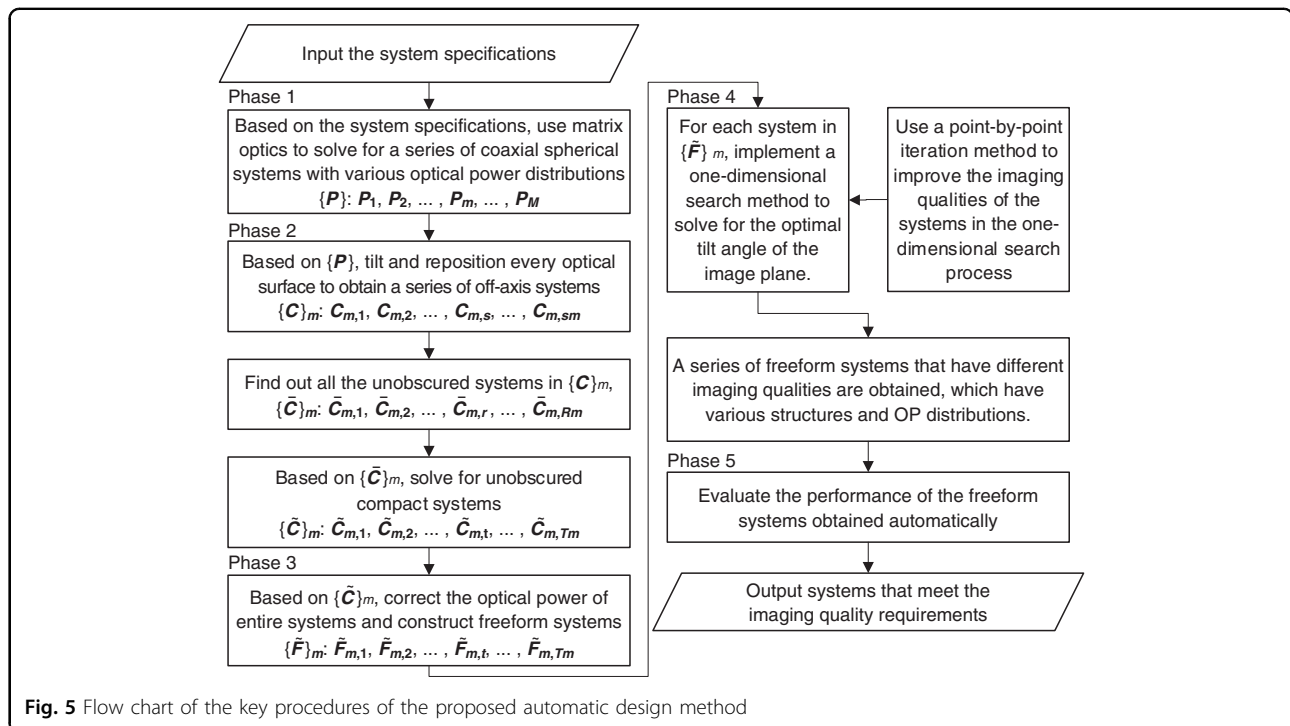 Input the system specifications
Phase 1
Based on the system specifications, use matrix
optics to solve for a series of coaxial spherical
systems with various optical power distributions
{P}: P1, P2, ... , Pm, ... , PM
Phase 2
Based on {P}, tilt and reposition every optical
surface to obtain a series of off-axis systems
{C}m: Cm,1, Cm,2, ... , Cm,s, ... , Cm,sm
Find out all the unobscured systems in {C}m,
{C̄}m: C̄m,1, C̄m,2, ... , C̄m,r, ... , C̄m,Rm
Based on {C̄}m, solve for unobscured
compact systems
{C̃}m: C̃m,1, C̃m,2, ... , C̃m,t, ... , C̃m,Tm
Phase 3
Based on {C̃}m, correct the optical power of
entire systems and construct freeform systems
{F̃}m: F̃m,1, F̃m,2, ... , F̃m,t, ... , F̃m,Tm
Phase 4
For each system in
{F̃} m, implement a
one-dimensional
search method to
solve for the optimal
tilt angle of the
image plane.
Use a point-by-point
iteration method to
improve the imaging
qualities of the
systems in the one-
dimensional search
process
A series of freeform systems that have different
imaging qualities are obtained, which have
various structures and OP distributions.
Phase 5
Evaluate the performance of the freeform
systems obtained automatically
Output systems that meet the
imaging quality requirements
Fig. 5 Flow chart of the key procedures of the proposed automatic design method